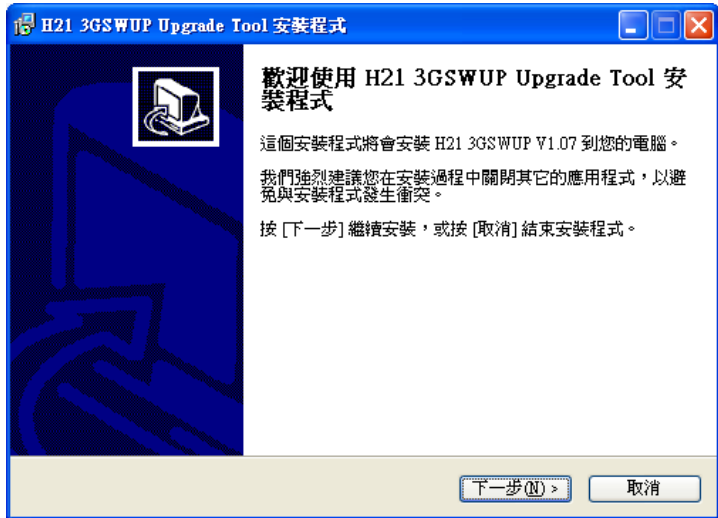 H21 3GSWUP Upgrade Tool 安裝程式
歡迎使用 H21 3GSWUP Upgrade Tool 安
裝程式
這個安裝程式將會安裝 H21 3GSWUP V1.07 到您的電腦。
我們強烈建議您在安裝過程中關閉其它的應用程式，以避
免與安裝程式發生衝突。
按 [下一步] 繼續安裝，或按 [取消] 結束安裝程式。
下一步(N) >
取消